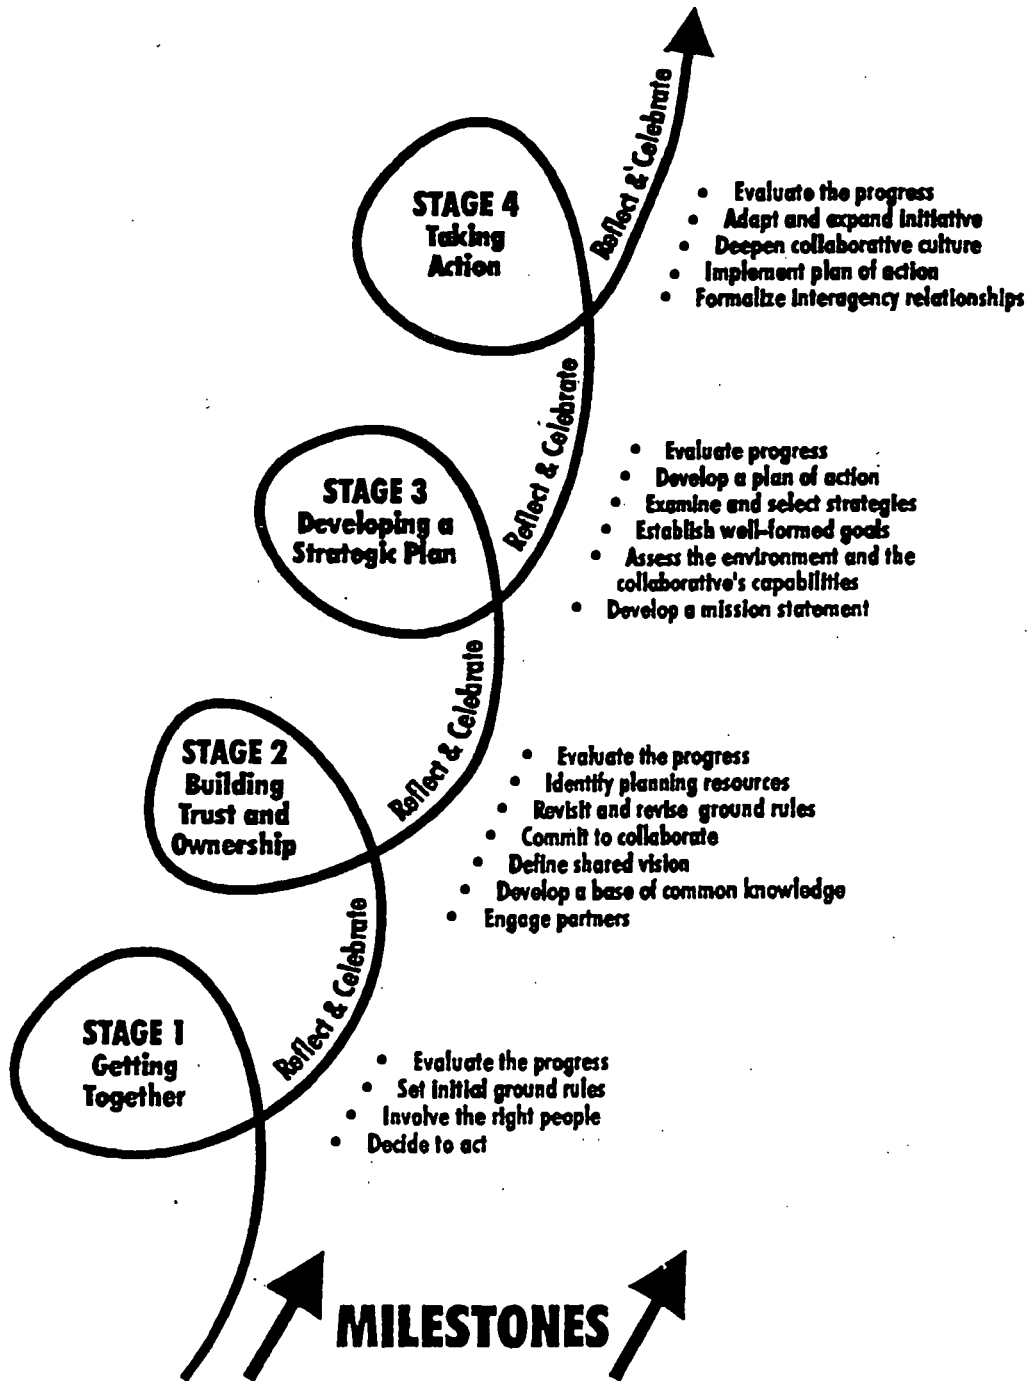 Reflect & Celebrate
STAGE 4
Taking
Action
• Evaluate the progress
• Adapt and expand initiative
• Deepen collaborative culture
• Implement plan of action
• Formalize interagency relationships
Reflect & Celebrate
STAGE 3
Developing a
Strategic Plan
• Evaluate progress
• Develop a plan of action
• Examine and select strategies
• Establish well-formed goals
• Assess the environment and the
collaborative's capabilities
• Develop a mission statement
Reflect & Celebrate
STAGE 2
Building
Trust and
Ownership
• Evaluate the progress
• Identify planning resources
• Revisit and revise ground rules
• Commit to collaborate
• Define shared vision
• Develop a base of common knowledge
• Engage partners
Reflect & Celebrate
STAGE 1
Getting
Together
• Evaluate the progress
• Set initial ground rules
• Involve the right people
• Decide to act
MILESTONES